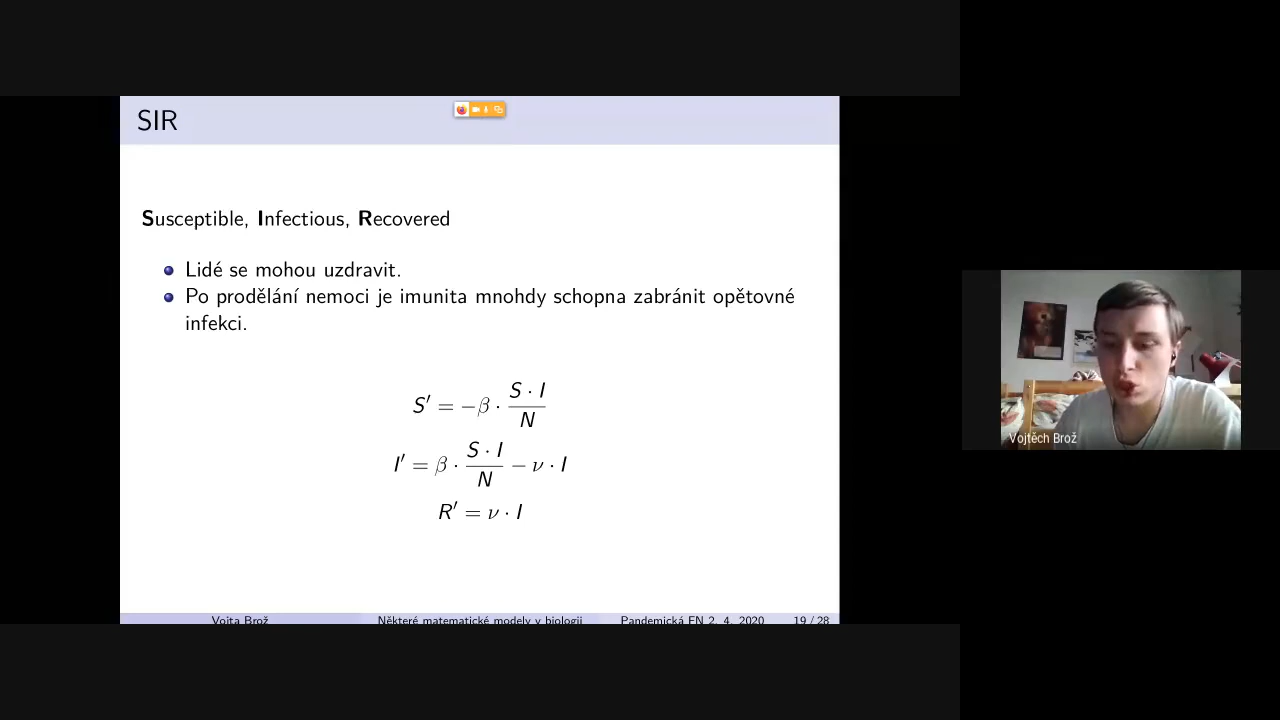 SIR
Susceptible, Infectious, Recovered
Lidé se mohou uzdravit.
Po prodělání nemoci je imunita mnohdy schopna zabránit opětovné
infekci.
S′ = −β · S · I / N
I′ = β · S · I / N − ν · I
R′ = ν · I
Vojta Brož Některé matematické modely v biologii Pandemická FN 2. 4. 2020 19 / 28
Vojtěch Brož